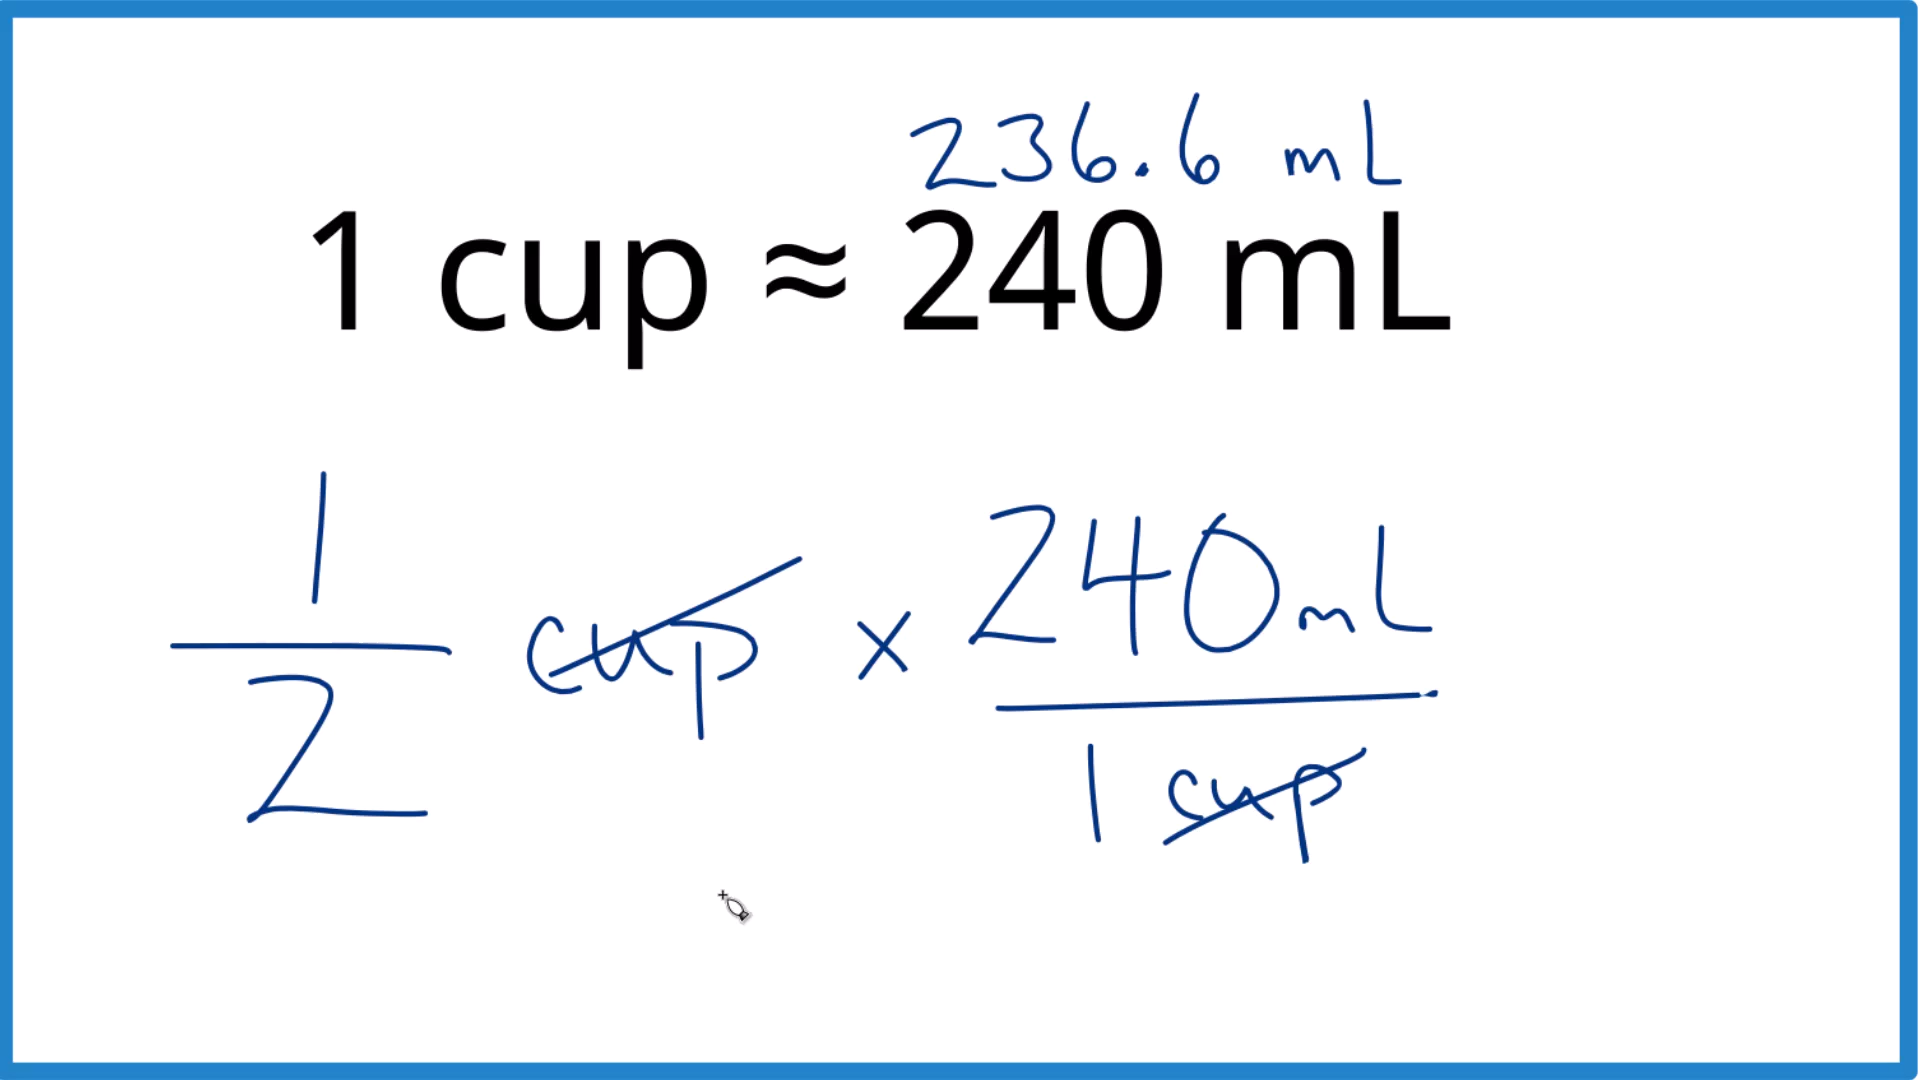 236.6 mL
1 cup ≈ 240 mL
1/2 cup × 240 mL / 1 cup